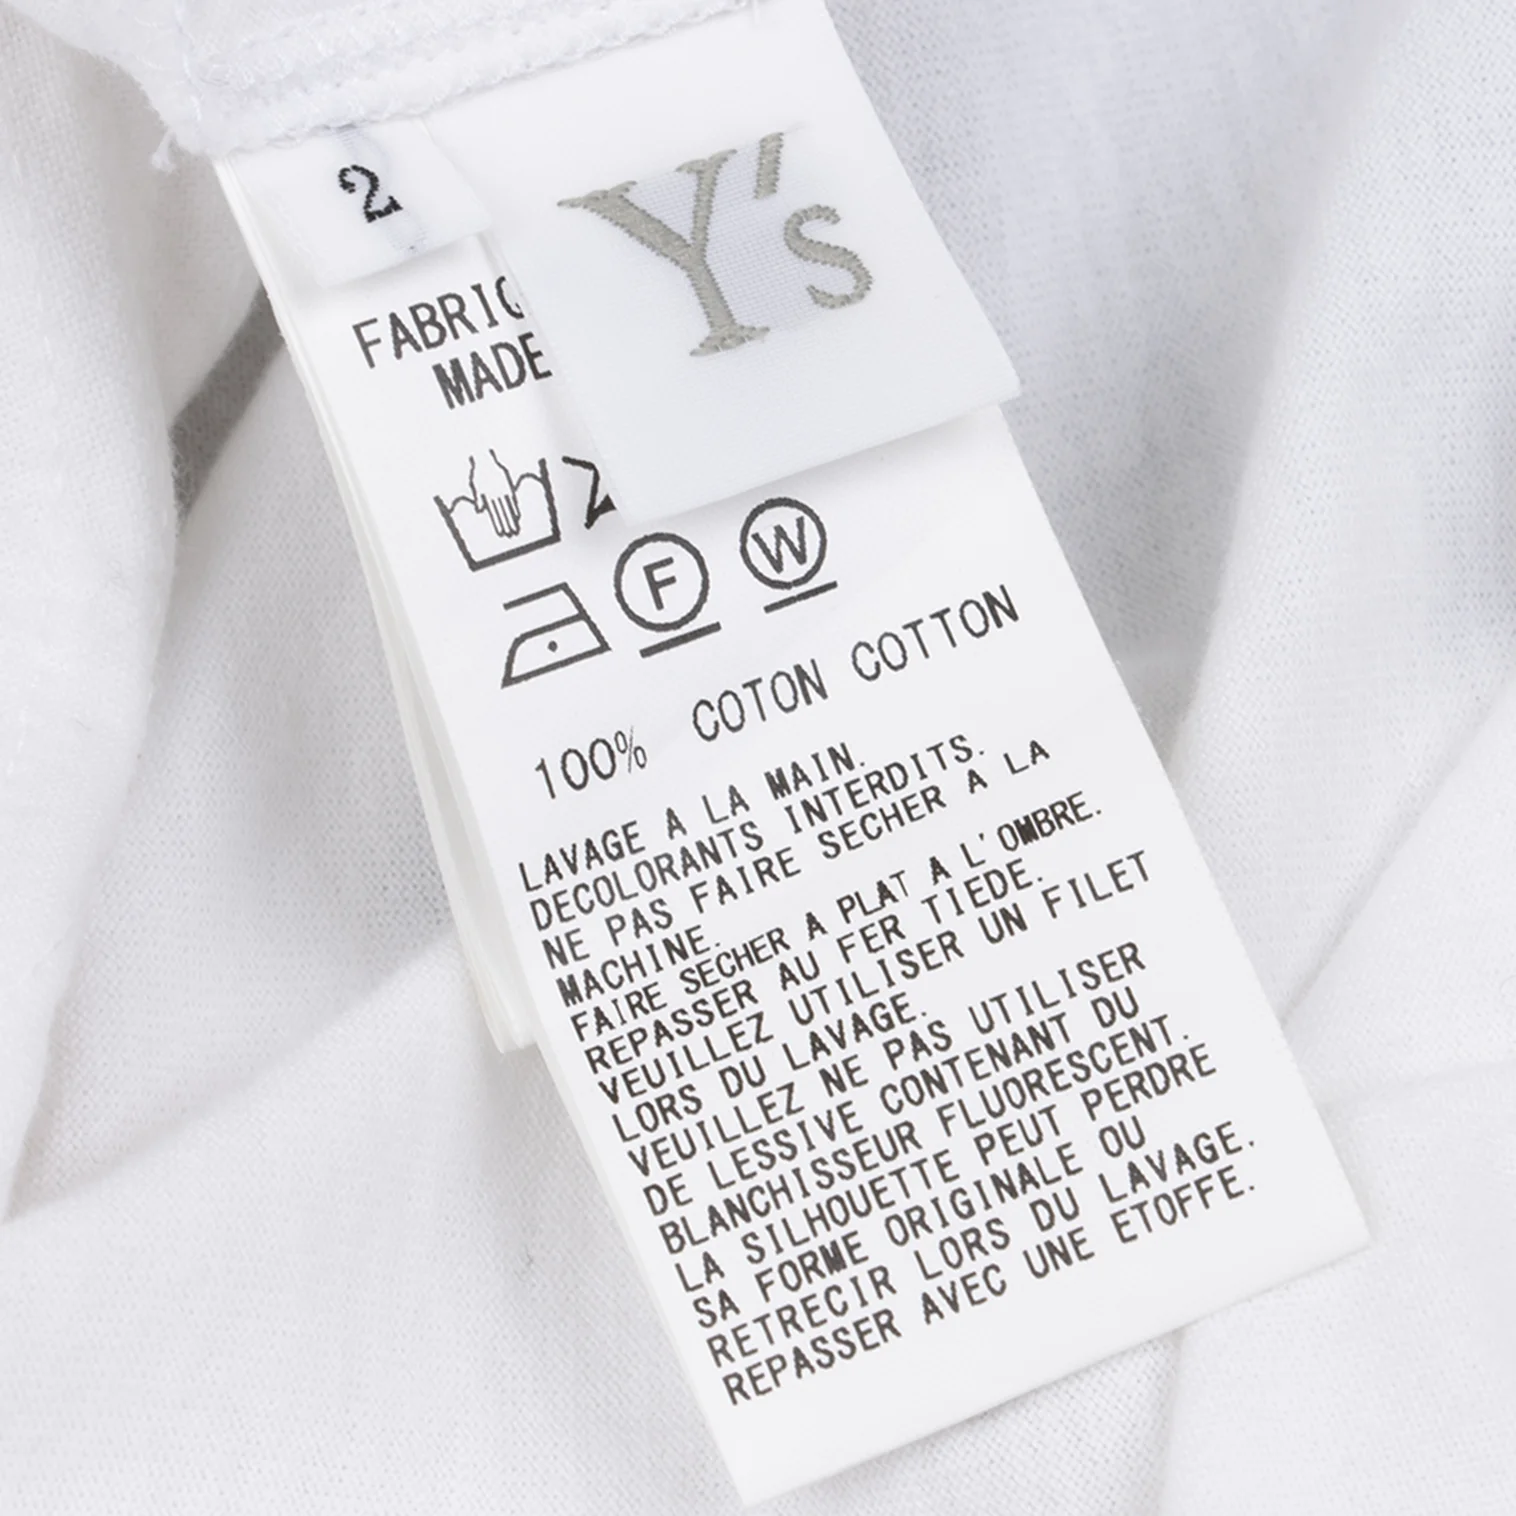 2
Y's
MADE
F
W
100% COTON COTTON
LAVAGE A LA MAIN.
DECOLORANTS INTERDITS.
NE PAS FAIRE SECHER A LA
MACHINE.
FAIRE SECHER A PLAT A L'OMBRE.
REPASSER AU FER TIEDE.
VEUILLEZ UTILISER UN FILET
LORS DU LAVAGE.
VEUILLEZ NE PAS UTILISER
DE LESSIVE CONTENANT DU
BLANCHISSEUR FLUORESCENT.
LA SILHOUETTE PEUT PERDRE
SA FORME ORIGINALE OU
RETRECIR LORS DU LAVAGE.
REPASSER AVEC UNE ETOFFE.